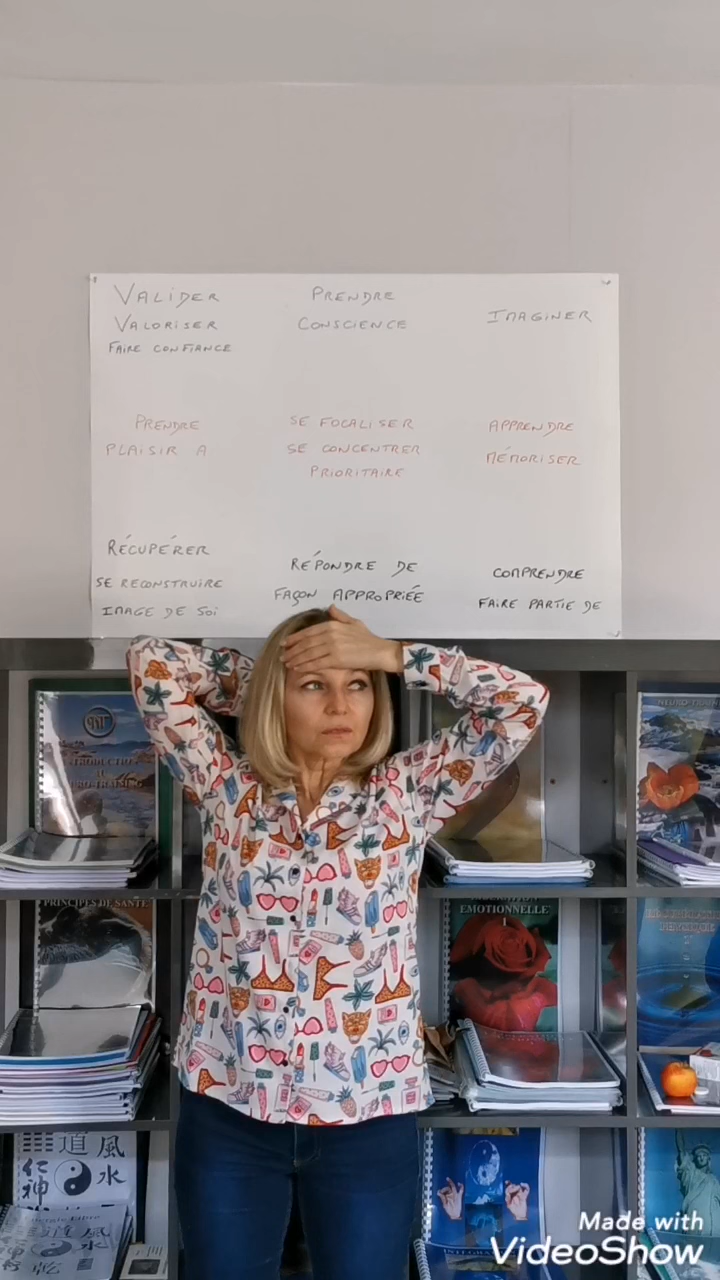 VALIDER
VALORISER
FAIRE CONFIANCE
PRENDRE
CONSCIENCE
IMAGINER
PRENDRE
PLAISIR A
SE FOCALISER
SE CONCENTRER
PRIORITAIRE
APPRENDRE
MÉMORISER
RÉCUPÉRER
SE RECONSTRUIRE
IMAGE DE SOI
RÉPONDRE DE
FAÇON APPROPRIÉE
COMPRENDRE
FAIRE PARTIE DE
PRINCIPES DE SANTÉ
EMOTIONNELLE
道 風
仁 水
神
Made with
VideoShow